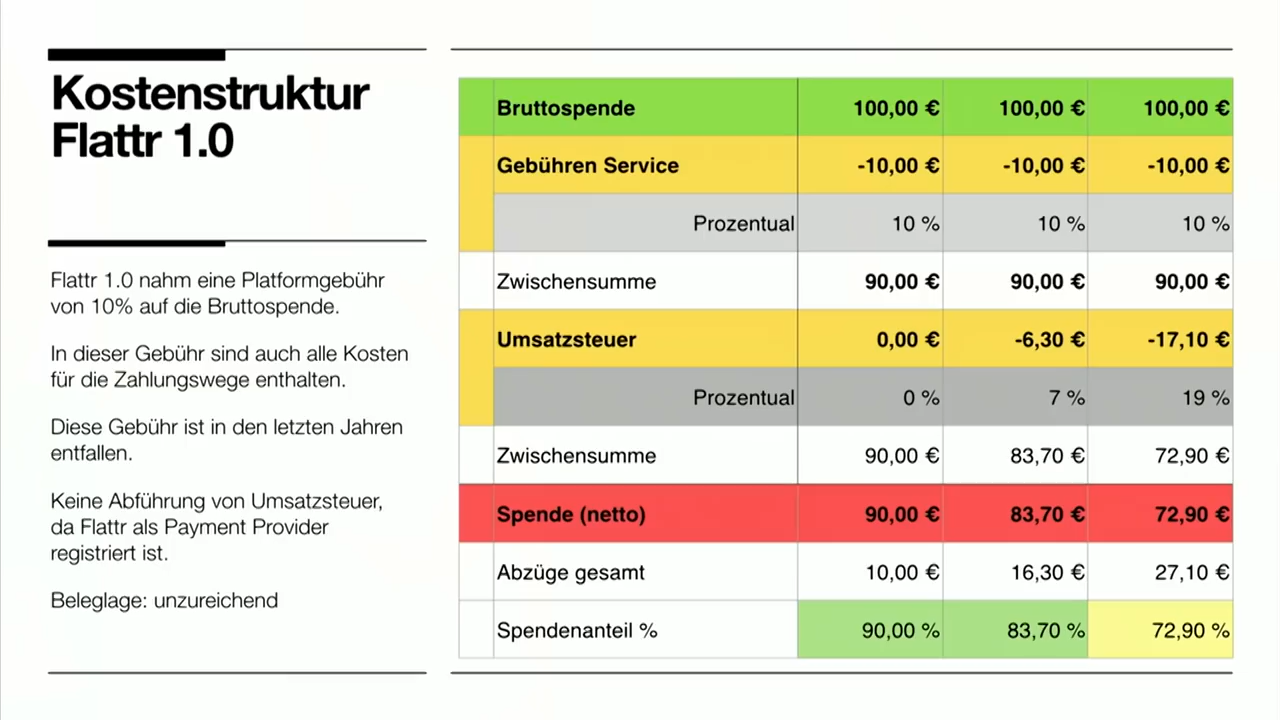 Kostenstruktur
Flattr 1.0
Flattr 1.0 nahm eine Platformgebühr
von 10% auf die Bruttospende.
In dieser Gebühr sind auch alle Kosten
für die Zahlungswege enthalten.
Diese Gebühr ist in den letzten Jahren
entfallen.
Keine Abführung von Umsatzsteuer,
da Flattr als Payment Provider
registriert ist.
Beleglage: unzureichend
Bruttospende 100,00 € 100,00 € 100,00 €
Gebühren Service -10,00 € -10,00 € -10,00 €
Prozentual 10 % 10 % 10 %
Zwischensumme 90,00 € 90,00 € 90,00 €
Umsatzsteuer 0,00 € -6,30 € -17,10 €
Prozentual 0 % 7 % 19 %
Zwischensumme 90,00 € 83,70 € 72,90 €
Spende (netto) 90,00 € 83,70 € 72,90 €
Abzüge gesamt 10,00 € 16,30 € 27,10 €
Spendenanteil % 90,00 % 83,70 % 72,90 %